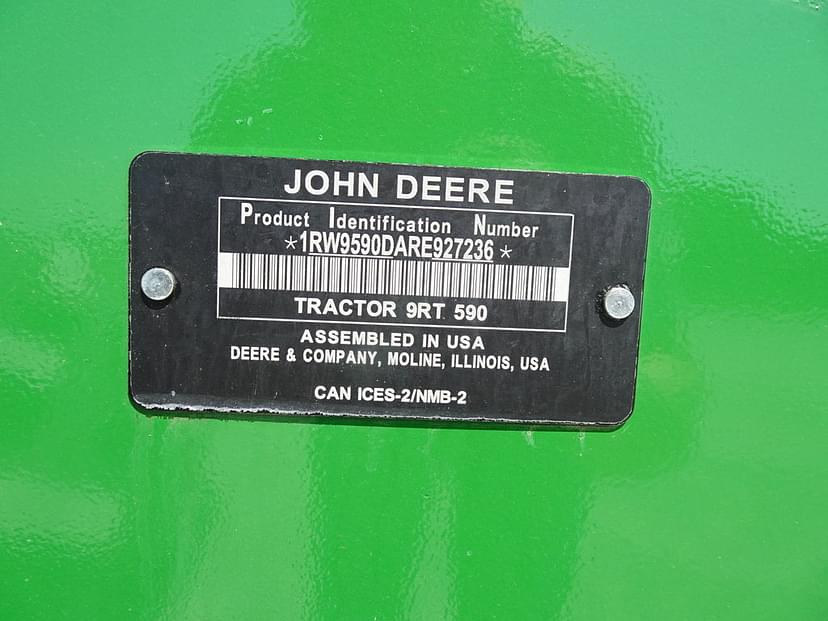 JOHN DEERE
Product Identification Number
*1RW9590DARE927236*
TRACTOR 9RT 590
ASSEMBLED IN USA
DEERE & COMPANY, MOLINE, ILLINOIS, USA
CAN ICES-2/NMB-2